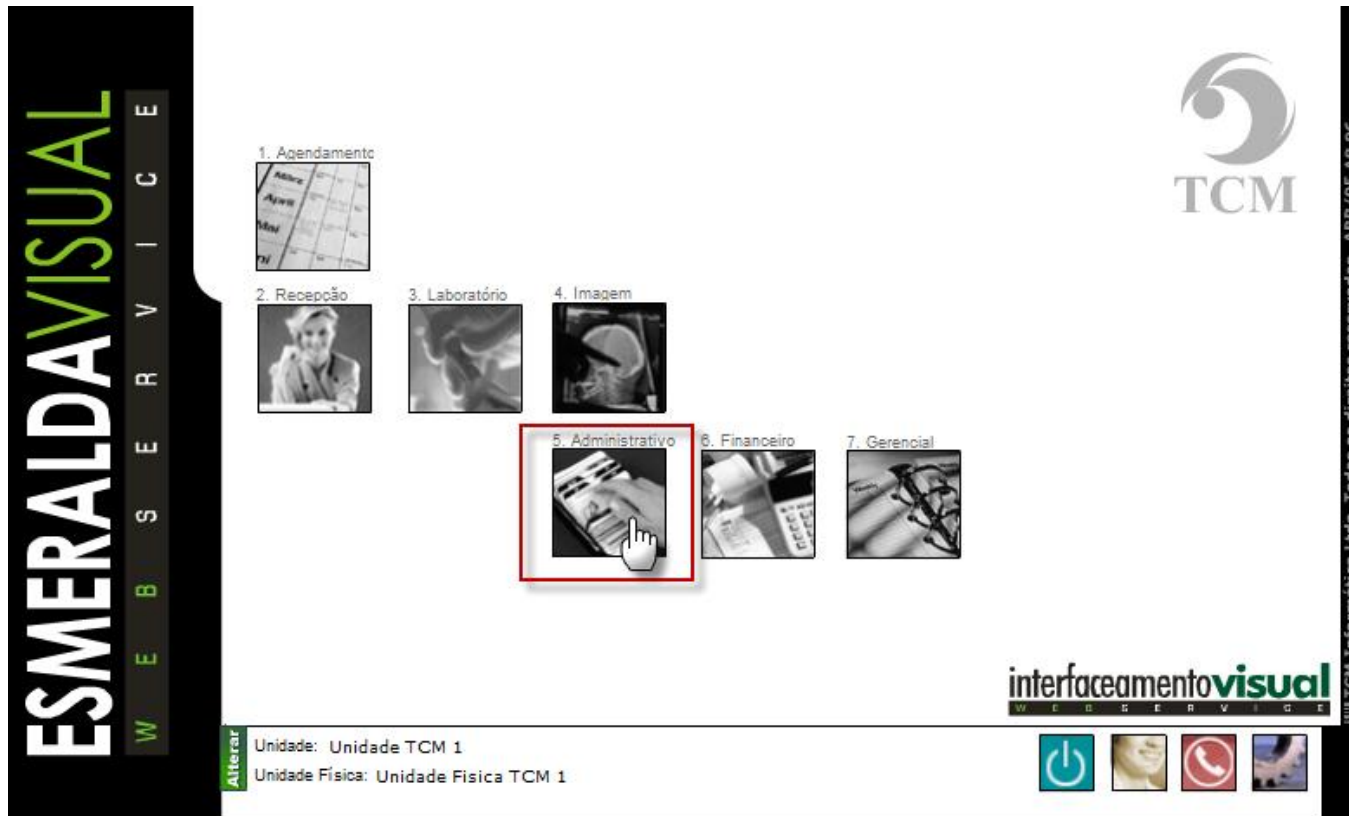 ESMERALDAVISUAL
WEBSERVICE
TCM
1. Agendamento
2. Recepção
3. Laboratório
4. Imagem
5. Administrativo
6. Financeiro
7. Gerencial
interfaceamentovisual
WEBSERVICE
Alterar
Unidade: Unidade TCM 1
Unidade Física: Unidade Fisica TCM 1